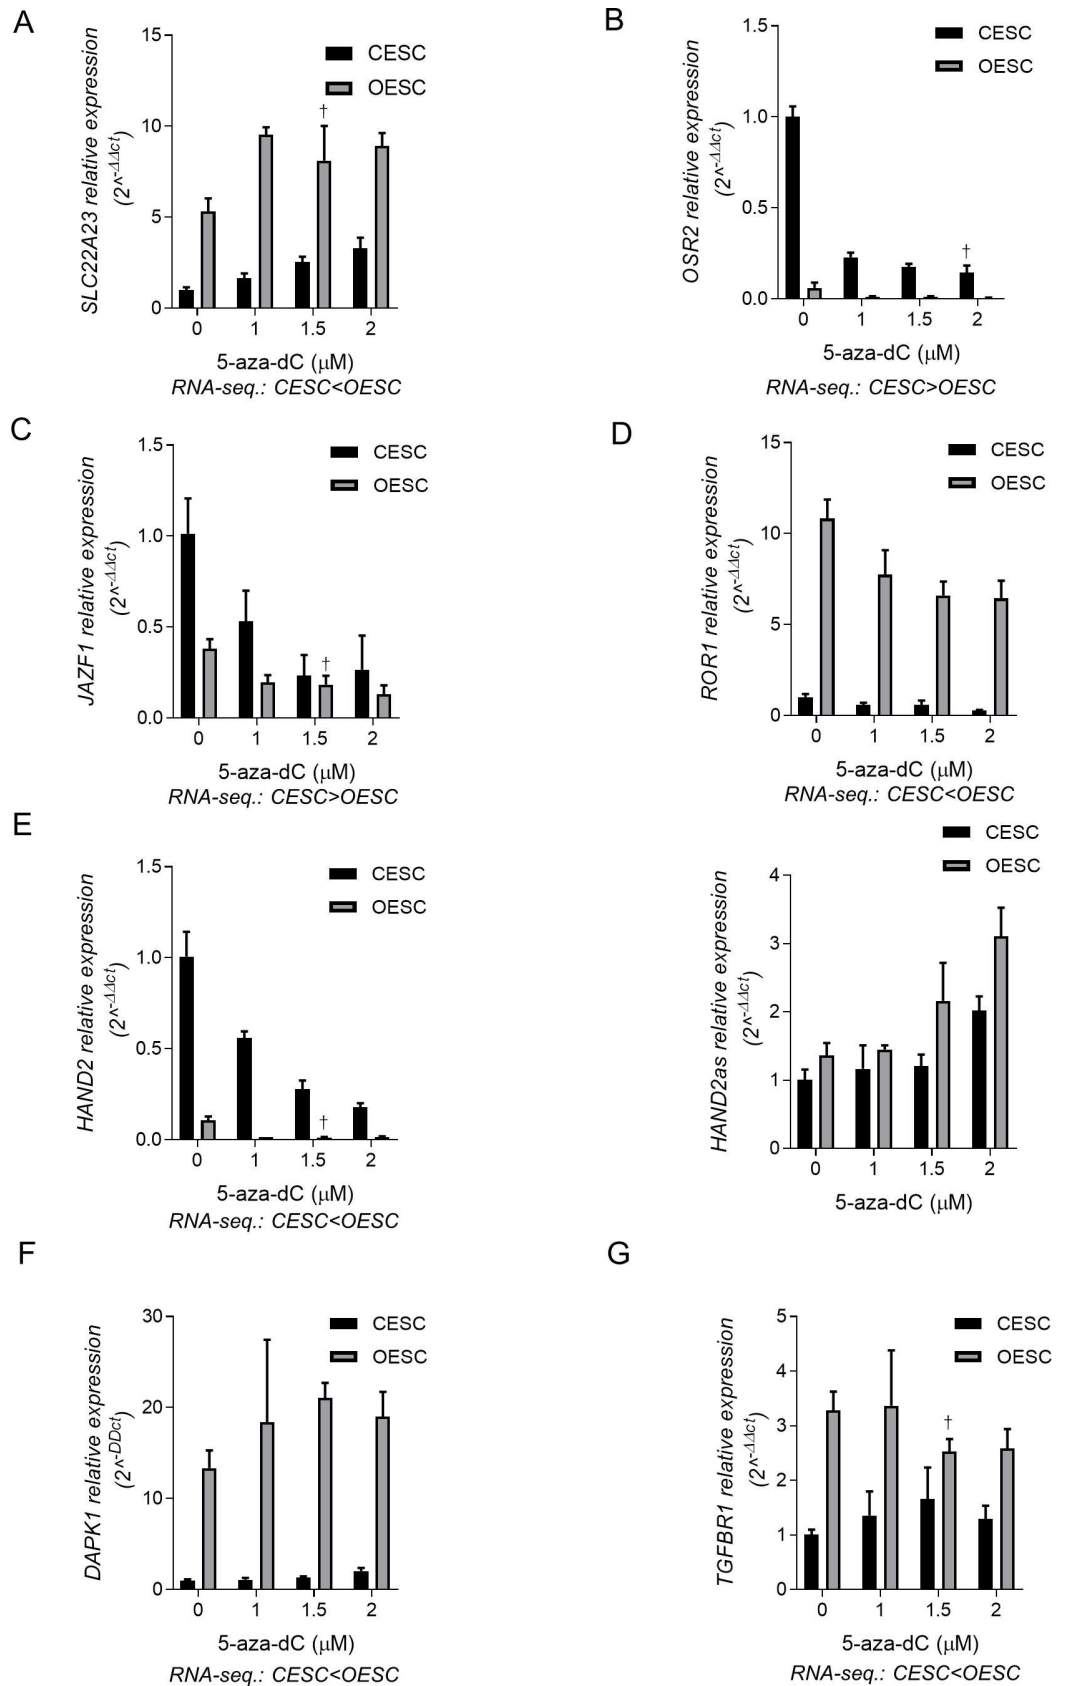 A
SLC22A23 relative expression
(2^-ΔΔct)
15
10
5
0
CESC
OESC
†
0 1 1.5 2
5-aza-dC (μM)
RNA-seq.: CESC<OESC
B
OSR2 relative expression
(2^-ΔΔct)
1.5
1.0
0.5
0.0
CESC
OESC
†
0 1 1.5 2
5-aza-dC (μM)
RNA-seq.: CESC>OESC
C
JAZF1 relative expression
(2^-ΔΔct)
1.5
1.0
0.5
0.0
CESC
OESC
†
0 1 1.5 2
5-aza-dC (μM)
RNA-seq.: CESC>OESC
D
ROR1 relative expression
(2^-ΔΔct)
15
10
5
0
CESC
OESC
0 1 1.5 2
5-aza-dC (μM)
RNA-seq.: CESC<OESC
E
HAND2 relative expression
(2^-ΔΔct)
1.5
1.0
0.5
0.0
CESC
OESC
†
0 1 1.5 2
5-aza-dC (μM)
RNA-seq.: CESC<OESC
HAND2as relative expression
(2^-ΔΔct)
4
3
2
1
0
CESC
OESC
0 1 1.5 2
5-aza-dC (μM)
F
DAPK1 relative expression
(2^-DDct)
30
20
10
0
CESC
OESC
0 1 1.5 2
5-aza-dC (μM)
RNA-seq.: CESC<OESC
G
TGFBR1 relative expression
(2^-ΔΔct)
5
4
3
2
1
0
CESC
OESC
†
0 1 1.5 2
5-aza-dC (μM)
RNA-seq.: CESC<OESC